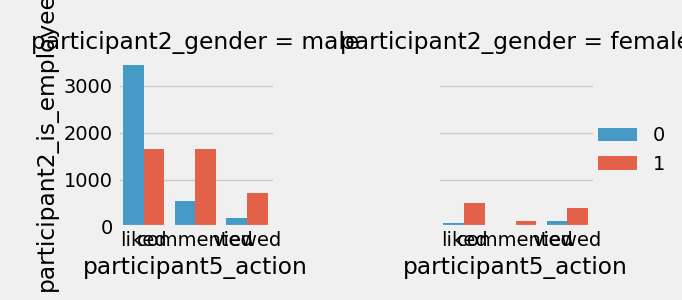 participant2_gender = male
participant2_gender = female
participant2_is_employee
3000
2000
1000
0
liked
commented
viewed
liked
commented
viewed
participant5_action
participant5_action
0
1